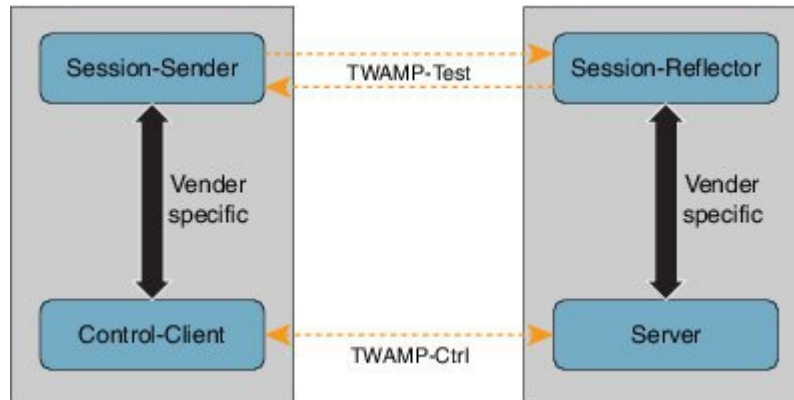 Session-Sender
TWAMP-Test
Session-Reflector
Vender
specific
Vender
specific
Control-Client
TWAMP-Ctrl
Server